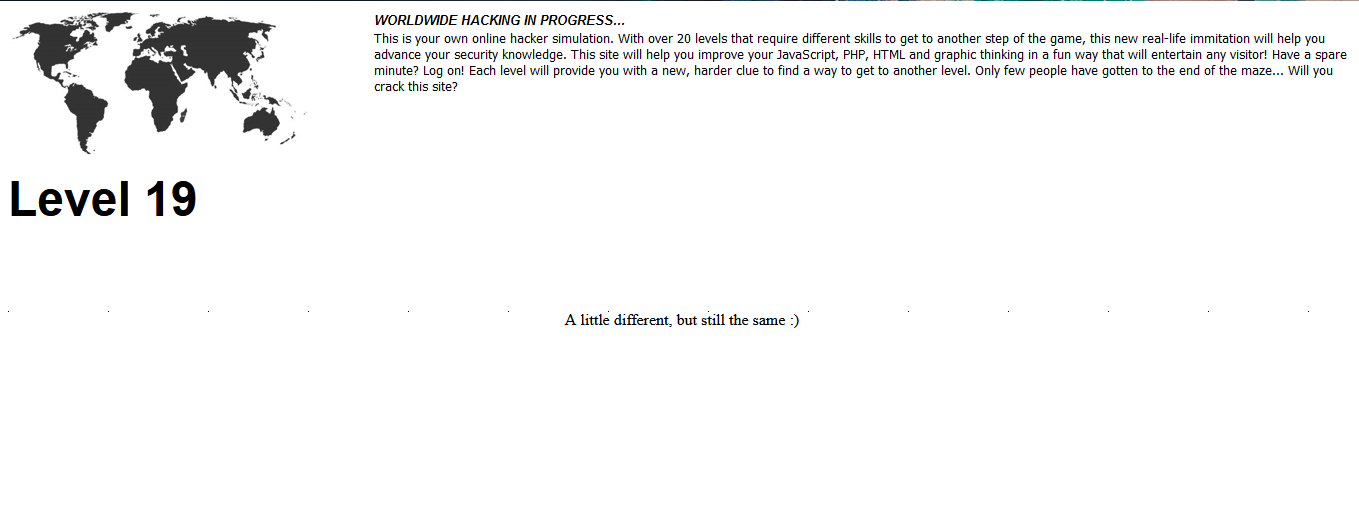 WORLDWIDE HACKING IN PROGRESS...
This is your own online hacker simulation. With over 20 levels that require different skills to get to another step of the game, this new real-life immitation will help you
advance your security knowledge. This site will help you improve your JavaScript, PHP, HTML and graphic thinking in a fun way that will entertain any visitor! Have a spare
minute? Log on! Each level will provide you with a new, harder clue to find a way to get to another level. Only few people have gotten to the end of the maze... Will you
crack this site?
Level 19
A little different, but still the same :)